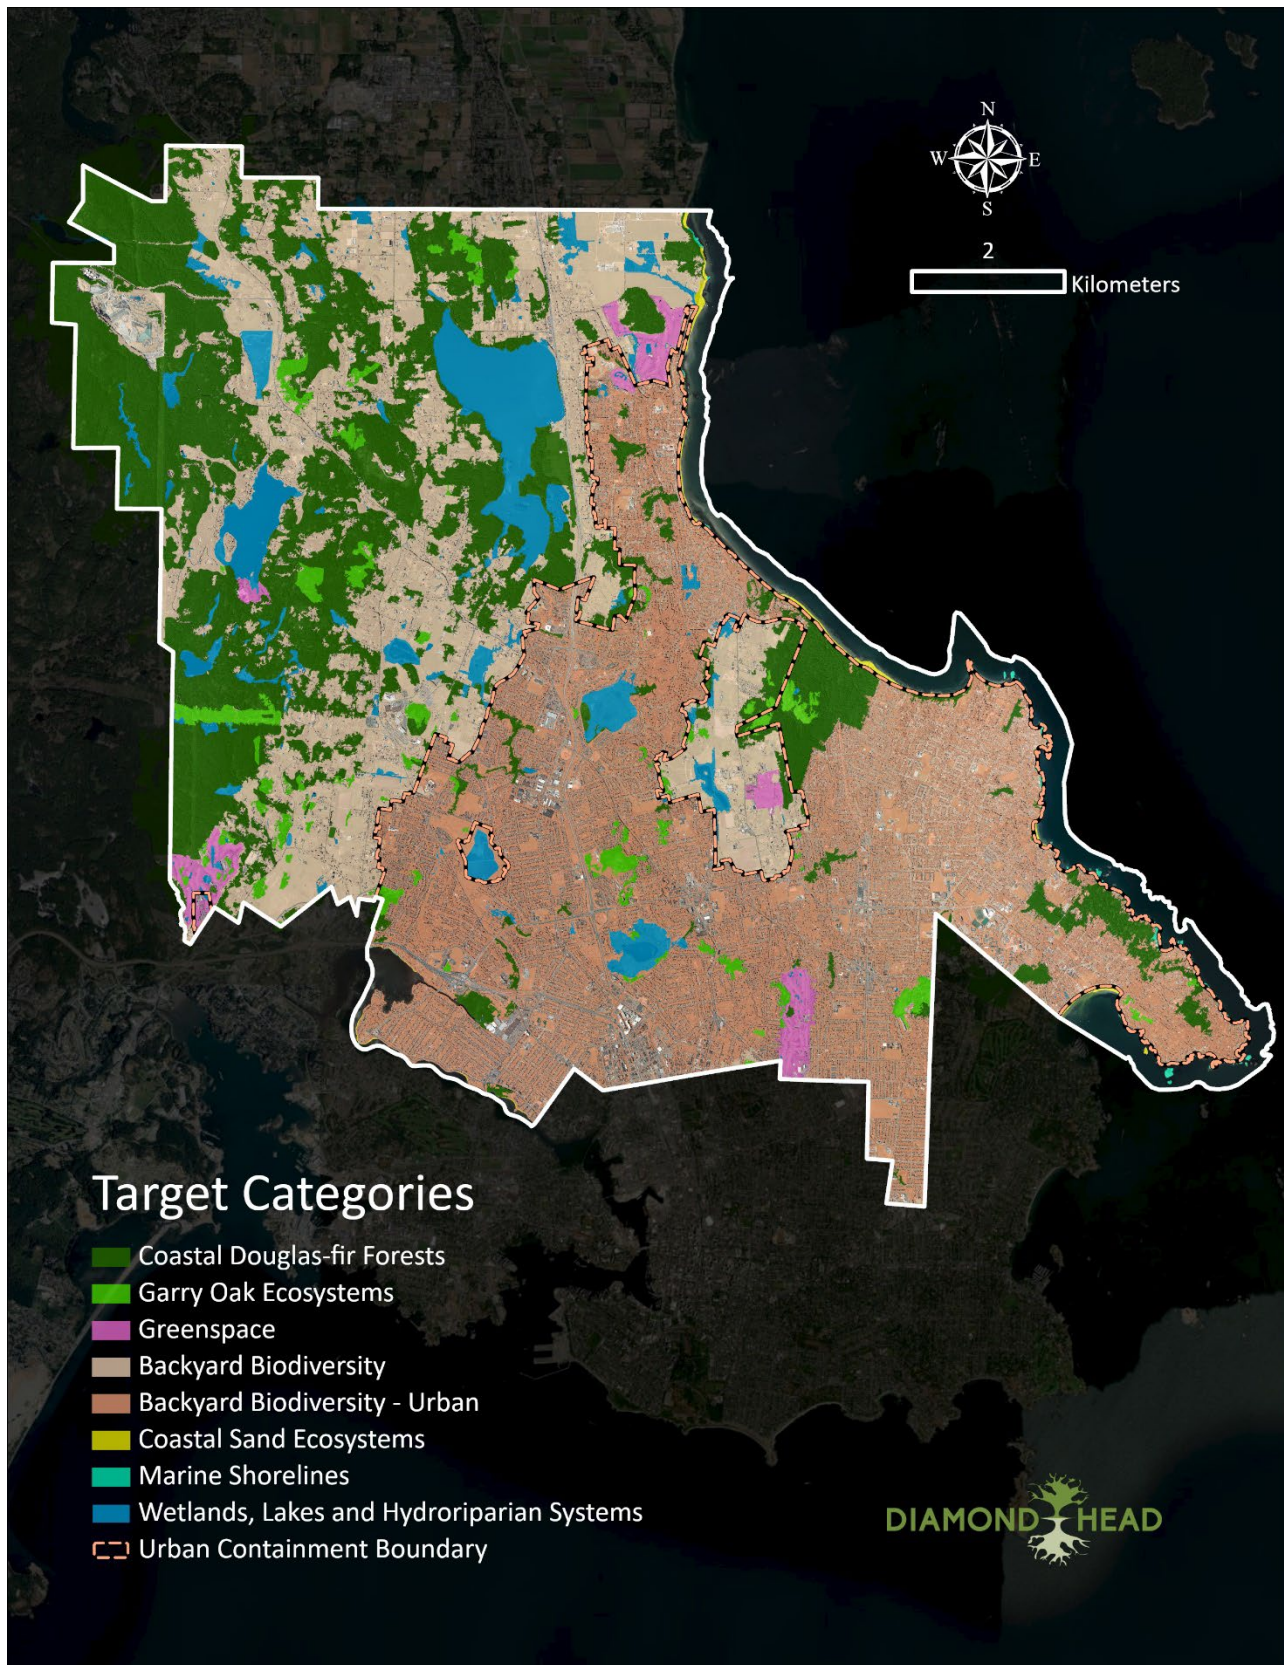 N
W E
S
2
Kilometers
Target Categories
Coastal Douglas-fir Forests
Garry Oak Ecosystems
Greenspace
Backyard Biodiversity
Backyard Biodiversity - Urban
Coastal Sand Ecosystems
Marine Shorelines
Wetlands, Lakes and Hydroriparian Systems
Urban Containment Boundary
DIAMOND HEAD